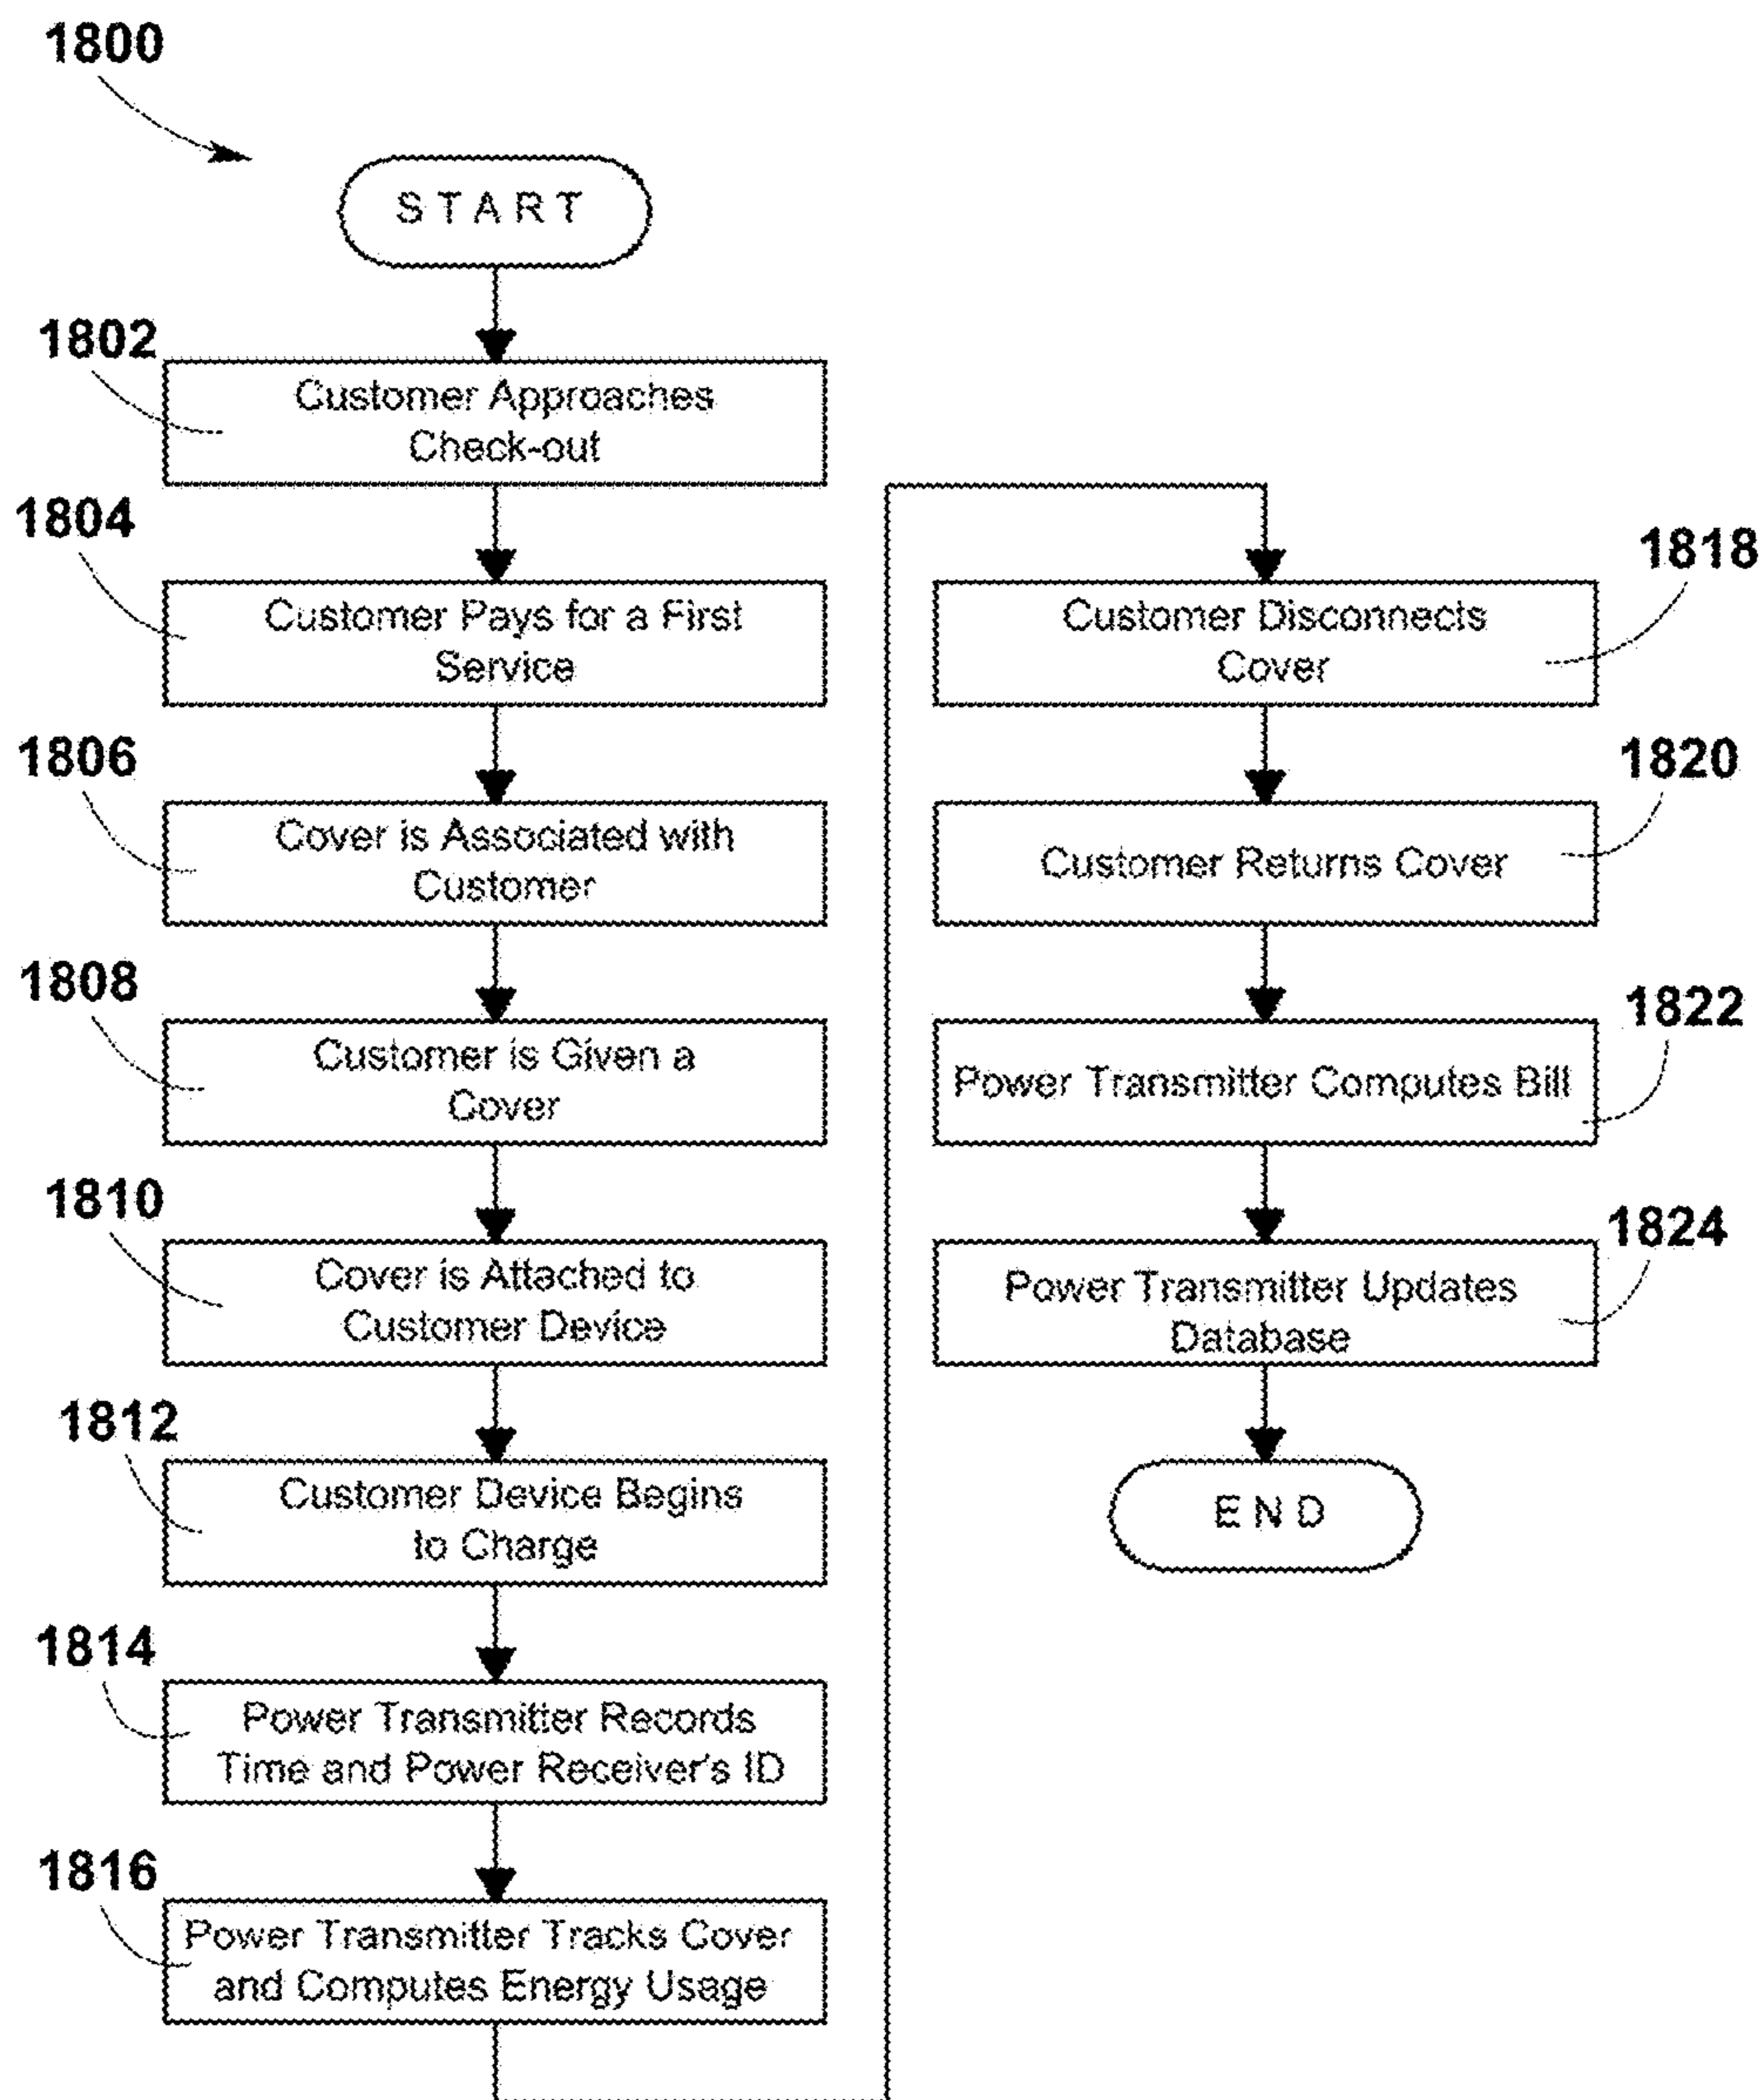 1800
START
1802
Customer Approaches
Check-out
1804
Customer Pays for a First
Service
1806
Cover is Associated with
Customer
1808
Customer is Given a
Cover
1810
Cover is Attached to
Customer Device
1812
Customer Device Begins
to Charge
1814
Power Transmitter Records
Time and Power Receiver's ID
1816
Power Transmitter Tracks Cover
and Computes Energy Usage
1818
Customer Disconnects
Cover
1820
Customer Returns Cover
1822
Power Transmitter Computes Bill
1824
Power Transmitter Updates
Database
END